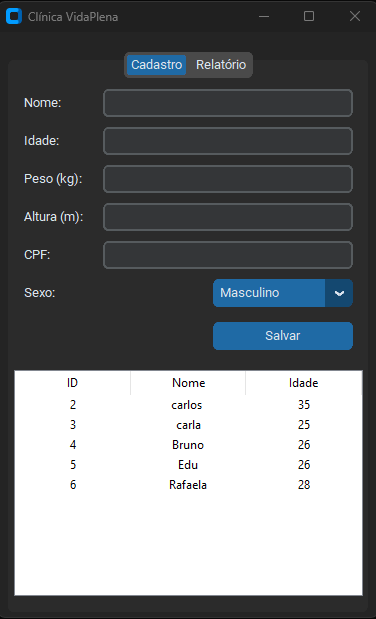 Clínica VidaPlena
Cadastro Relatório
Nome:
Idade:
Peso (kg):
Altura (m):
CPF:
Sexo: Masculino
Salvar
ID Nome Idade
2 carlos 35
3 carla 25
4 Bruno 26
5 Edu 26
6 Rafaela 28